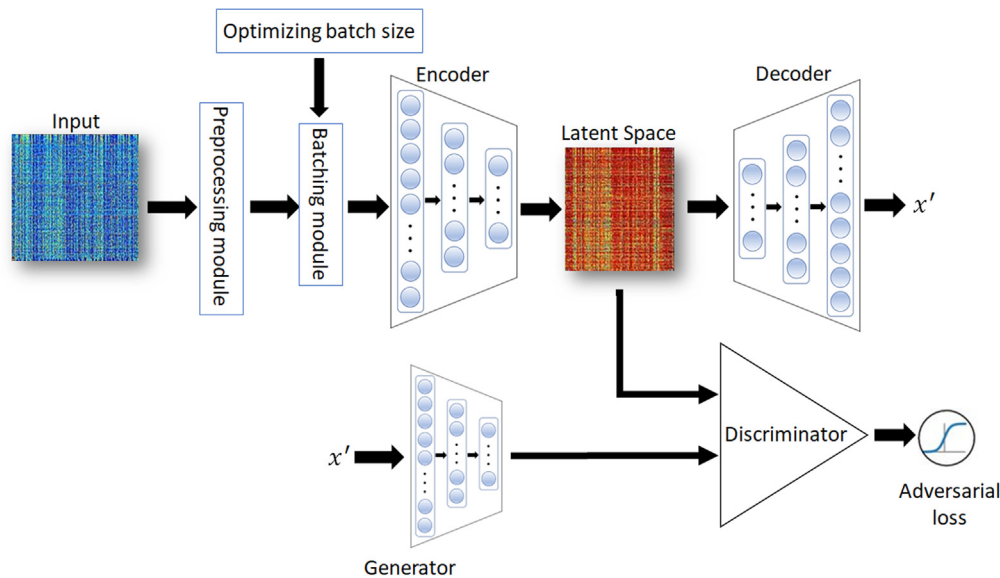 Optimizing batch size
Input
Preprocessing module
Batching module
Encoder
Latent Space
Decoder
x′
x′
Generator
Discriminator
Adversarial
loss